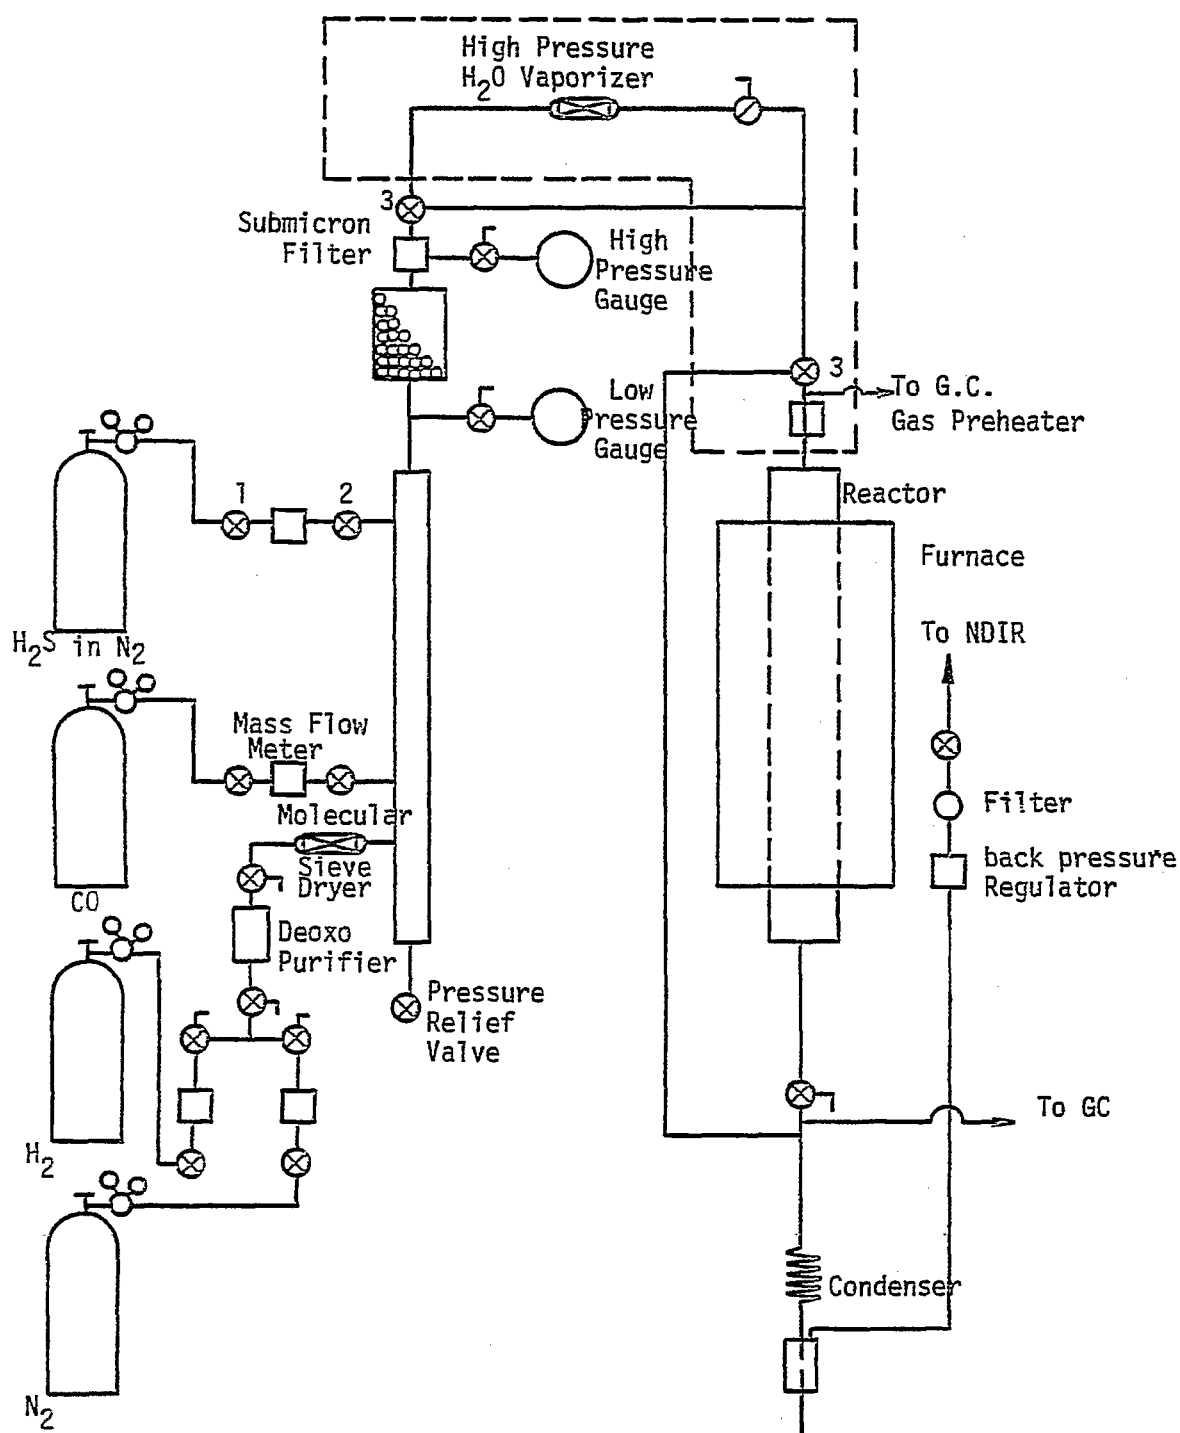 High Pressure
H2O Vaporizer
3
Submicron
Filter
High
Pressure
Gauge
3
To G.C.
Gas Preheater
Low
Pressure
Gauge
1
2
Reactor
Furnace
H2S in N2
To NDIR
Mass Flow
Meter
Molecular
Sieve
Dryer
Filter
back pressure
Regulator
CO
Deoxo
Purifier
Pressure
Relief
Valve
To GC
H2
Condenser
N2